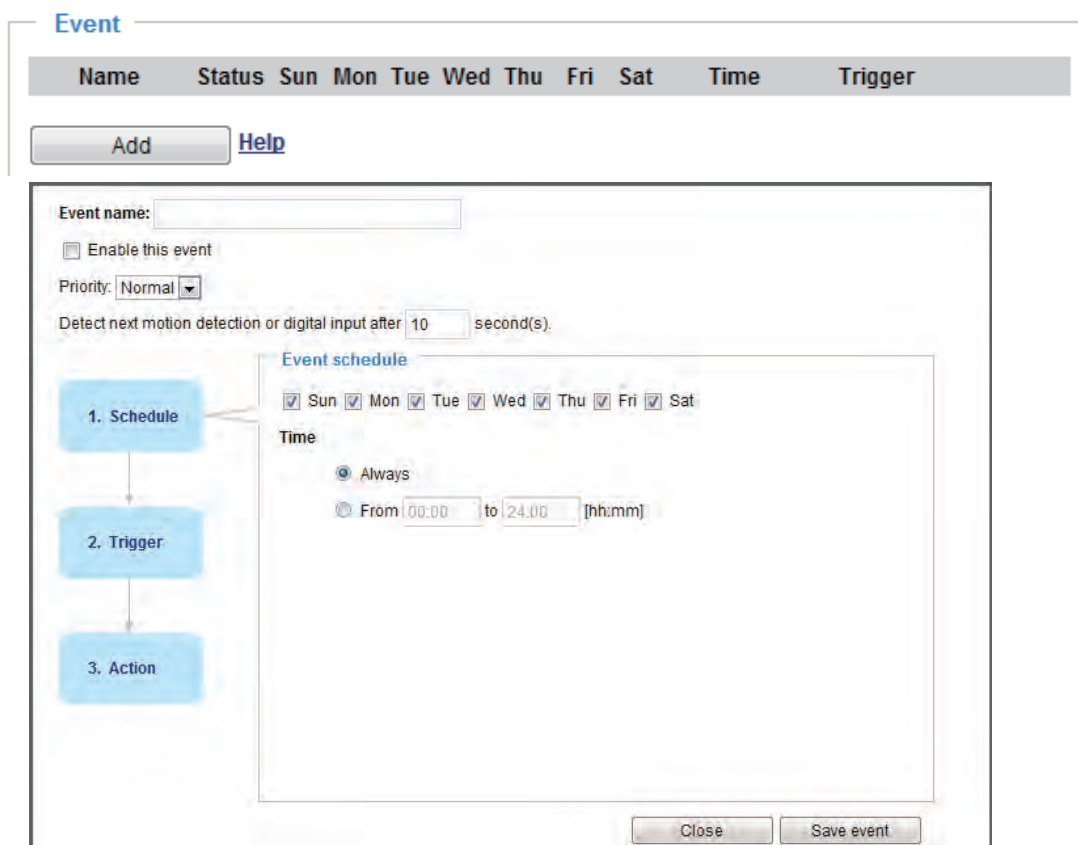 Event
Name Status Sun Mon Tue Wed Thu Fri Sat Time Trigger
Add Help
Event name:
Enable this event
Priority: Normal
Detect next motion detection or digital input after 10 second(s).
Event schedule
1. Schedule
Sun Mon Tue Wed Thu Fri Sat
Time
Always
From 00:00 to 24:00 [hh:mm]
2. Trigger
3. Action
Close Save event